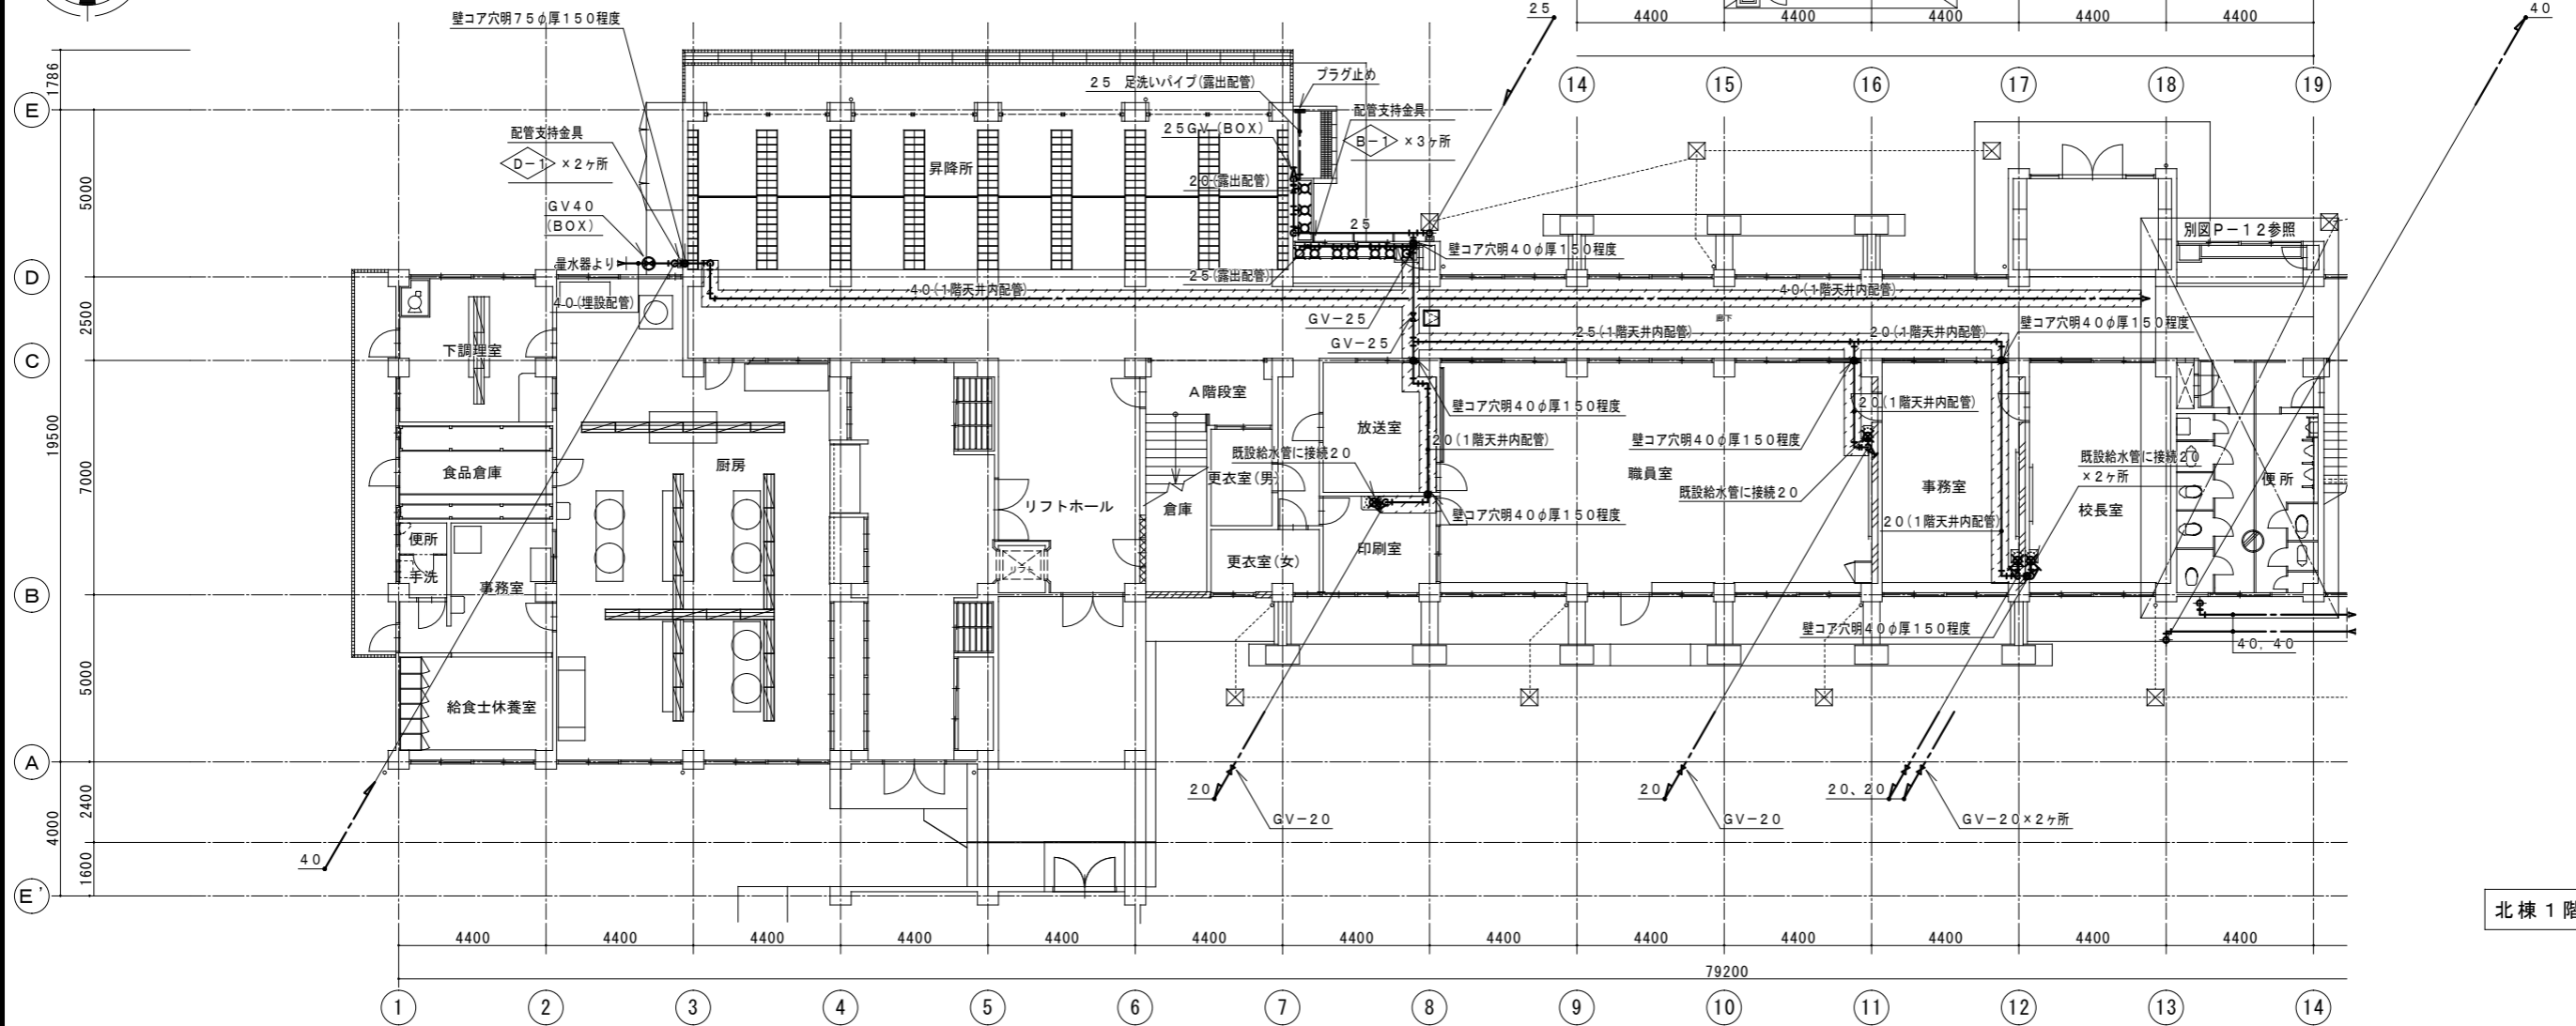 壁コア穴明75φ厚150程度
25
4400 4400 4400 4400 4400
40
1786
25 足洗いパイプ(露出配管)
プラグ止め
14 15 16 17 18 19
E
配管支持金具
25GV(BOX)
配管支持金具
D-1 ×2ヶ所
B-1 ×3ヶ所
昇降所
20(露出配管)
5000
GV40
(BOX)
25
別図P-12参照
壁コア穴明40φ厚150程度
量水器より
D
25(露出配管)
40(埋設配管)
40(1階天井内配管)
40(1階天井内配管)
2500
GV-25
廊下
壁コア穴明40φ厚150程度
25(1階天井内配管)
20(1階天井内配管)
GV-25
下調理室
C
A階段室
壁コア穴明40φ厚150程度
20(1階天井内配管)
放送室
19500
20(1階天井内配管)
壁コア穴明40φ厚150程度
既設給水管に接続20
既設給水管に接続20
×2ヶ所
厨房
食品倉庫
7000
更衣室(男)
職員室
便所
事務室
既設給水管に接続20
リフトホール
倉庫
壁コア穴明40φ厚150程度
校長室
20(1階天井内配管)
便所
印刷室
更衣室(女)
リフト
手洗
事務室
B
壁コア穴明40φ厚150程度
40,40
5000
給食士休養室
A
20
20
20、20
2400
4000
GV-20
GV-20
GV-20×2ヶ所
40
1600
E'
北棟1階
4400 4400 4400 4400 4400 4400 4400 4400 4400 4400 4400 4400 4400
79200
1 2 3 4 5 6 7 8 9 10 11 12 13 14